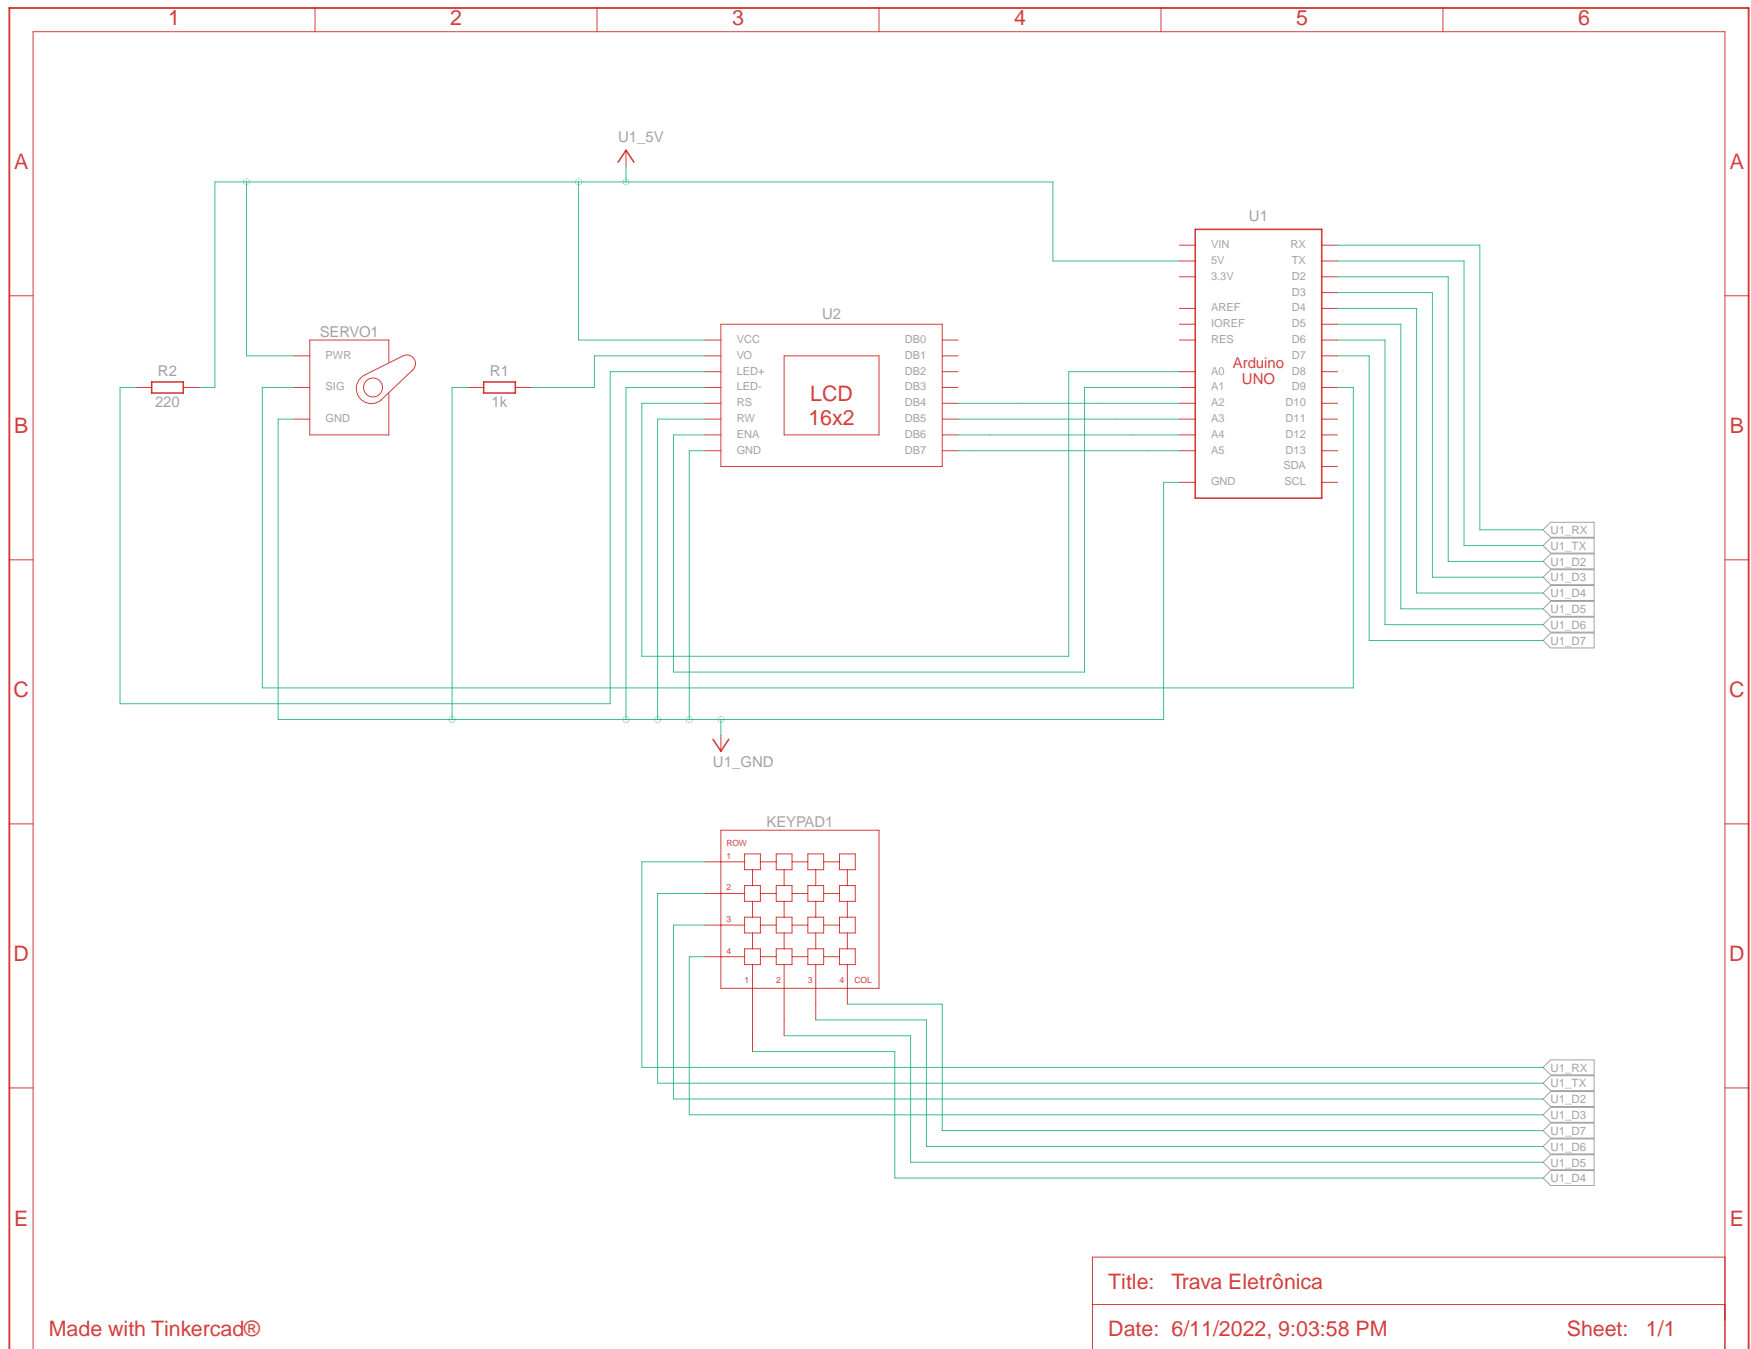 1 2 3 4 5 6
A A
B B
C C
D D
E E
U1_5V
U1
VIN RX
5V TX
3.3V D2
D3
AREF D4
IOREF D5
RES D6
D7
A0 D8
A1 D9
A2 D10
A3 D11
A4 D12
A5 D13
SDA
GND SCL
Arduino
UNO
U2
VCC DB0
VO DB1
LED+ DB2
LED- DB3
RS DB4
RW DB5
ENA DB6
GND DB7
LCD
16x2
SERVO1
PWR
SIG
GND
R2
220
R1
1k
U1_RX
U1_TX
U1_D2
U1_D3
U1_D4
U1_D5
U1_D6
U1_D7
U1_GND
KEYPAD1
ROW
1
2
3
4
1 2 3 4 COL
U1_RX
U1_TX
U1_D2
U1_D3
U1_D7
U1_D6
U1_D5
U1_D4
Title: Trava Eletrônica
Made with Tinkercad®
Date: 6/11/2022, 9:03:58 PM Sheet: 1/1